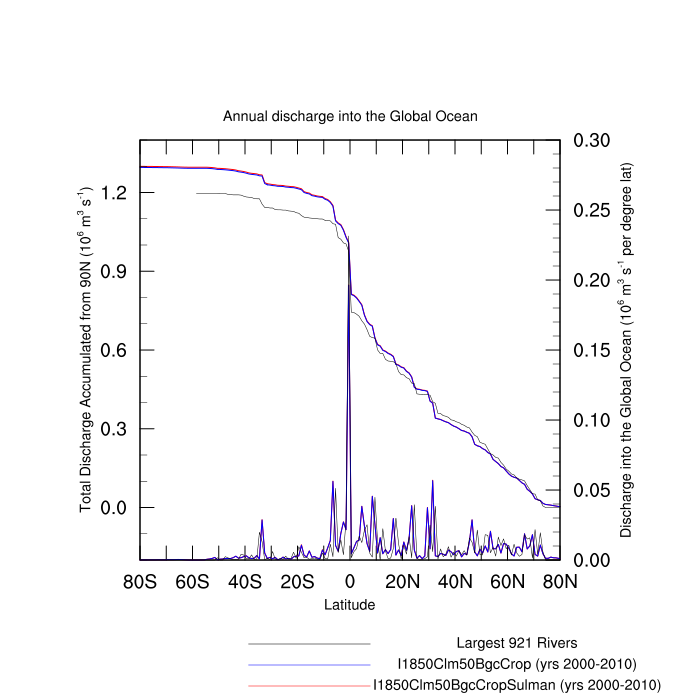 Annual discharge into the Global Ocean
Total Discharge Accumulated from 90N (10⁶ m³ s⁻¹)
1.2
0.9
0.6
0.3
0.0
0.30
0.25
0.20
0.15
0.10
0.05
0.00
Discharge into the Global Ocean (10⁶ m³ s⁻¹ per degree lat)
80S 60S 40S 20S 0 20N 40N 60N 80N
Latitude
Largest 921 Rivers
I1850Clm50BgcCrop (yrs 2000-2010)
I1850Clm50BgcCropSulman (yrs 2000-2010)